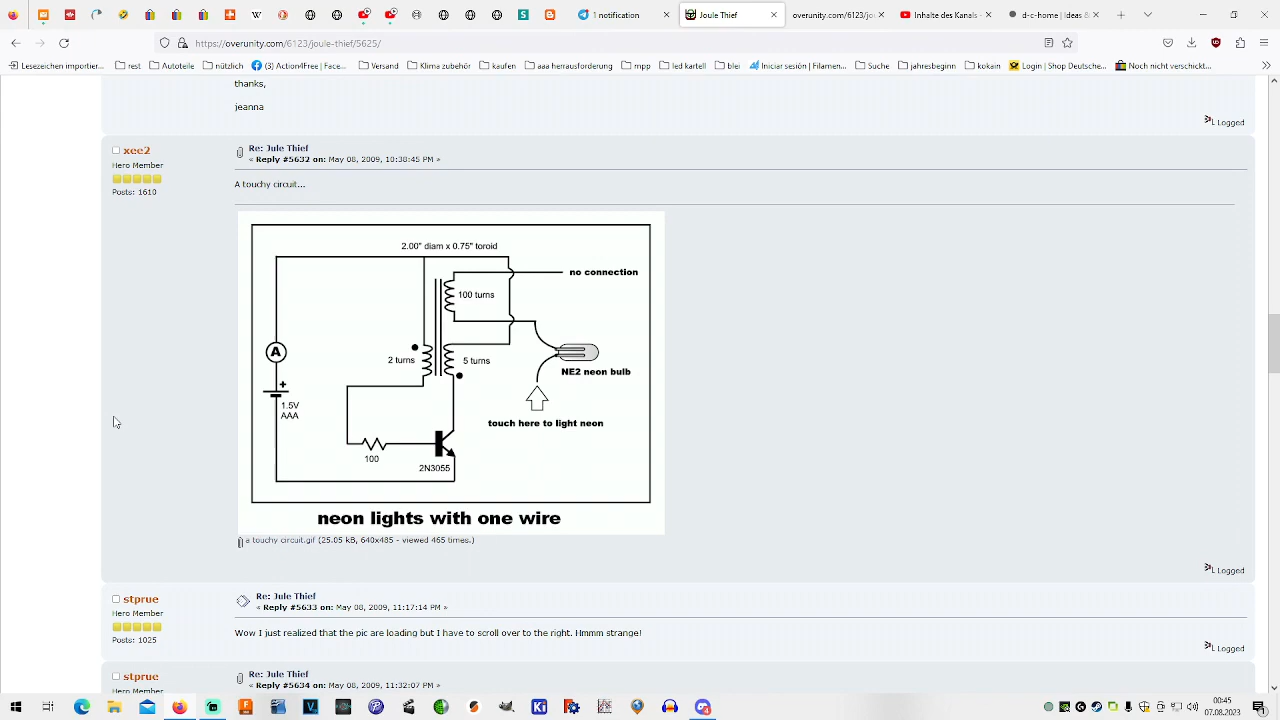 1 notification
Joule Thief
overunity.com/6123/jo
Inhalte des Kanals -
d-c-home
https://overunity.com/6123/joule-thief/5625/
Lesezeichen importier...
rest
Autoteile
nützlich
(3) Action4Free | Face...
Versand
Klima zubehör
kaufen
aaa herrausforderung
mpp
led kartell
blei
Iniciar sesión | Filamen...
Suche
jahresbeginn
kokain
Login | Shop Deutsche...
Noch nicht verschickt...
thanks,
jeanna
Logged
xee2
Hero Member
Posts: 1610
Re: Jule Thief
« Reply #5632 on: May 08, 2009, 10:38:45 PM »
A touchy circuit...
2.00" diam x 0.75" toroid
no connection
100 turns
A
2 turns
5 turns
NE2 neon bulb
+
1.5V
AAA
touch here to light neon
100
2N3055
neon lights with one wire
a touchy circuit.gif (25.05 kB, 640x485 - viewed 465 times.)
Logged
stprue
Hero Member
Posts: 1025
Re: Jule Thief
« Reply #5633 on: May 08, 2009, 11:17:14 PM »
Wow I just realized that the pic are loading but I have to scroll over to the right. Hmmm strange!
Logged
stprue
Hero Member
Re: Jule Thief
« Reply #5634 on: May 08, 2009, 11:32:07 PM »
00:45
07.09.2023